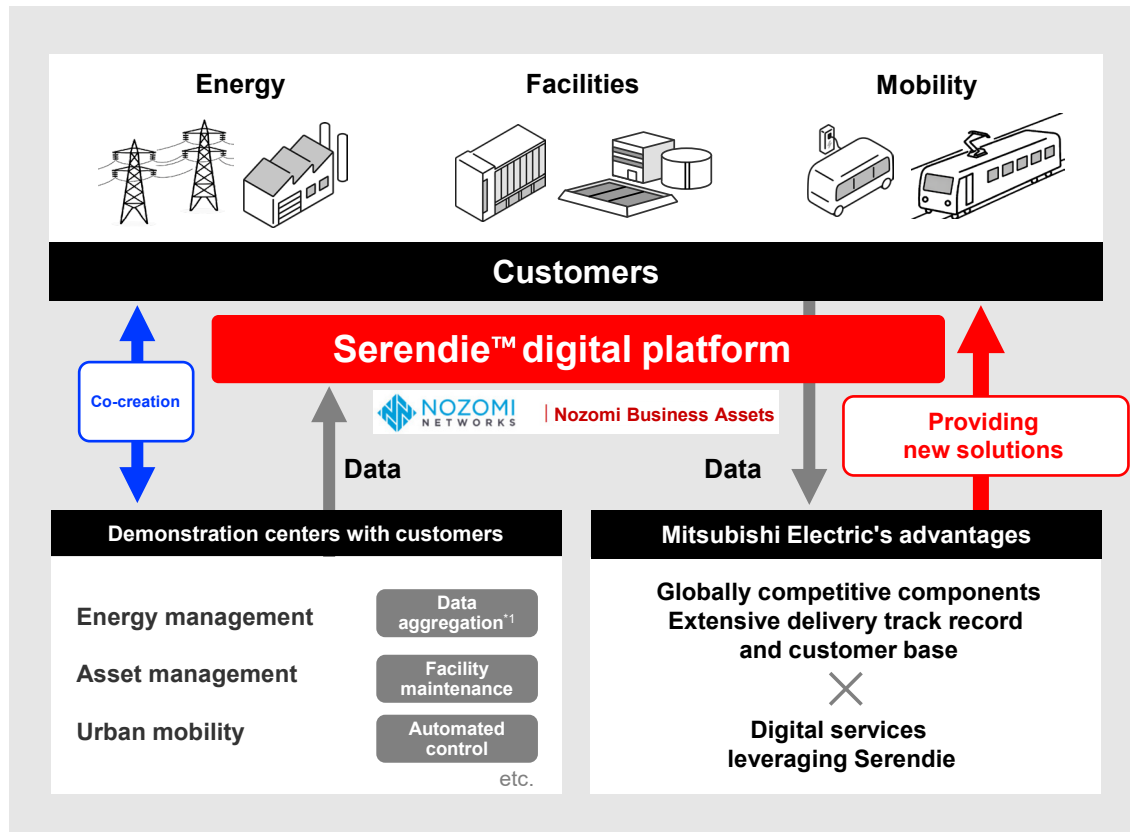 Energy
Facilities
Mobility
Customers
Serendie™ digital platform
Co-creation
NOZOMI
NETWORKS
| Nozomi Business Assets
Providing
new solutions
Data
Data
Demonstration centers with customers
Energy management
Data
aggregation*1
Asset management
Facility
maintenance
Urban mobility
Automated
control
etc.
Mitsubishi Electric's advantages
Globally competitive components
Extensive delivery track record
and customer base
×
Digital services
leveraging Serendie